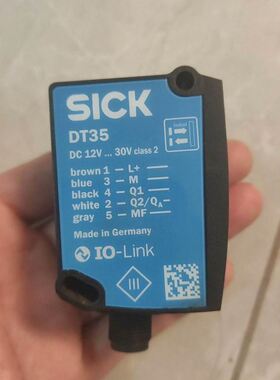 SICK
DT35
DC 12V ... 30V class 2
brown 1 – L+
blue 3 – M
black 4 – Q1
white 2 – Q2/QA
gray 5 – MF
Made in Germany
IO-Link
III